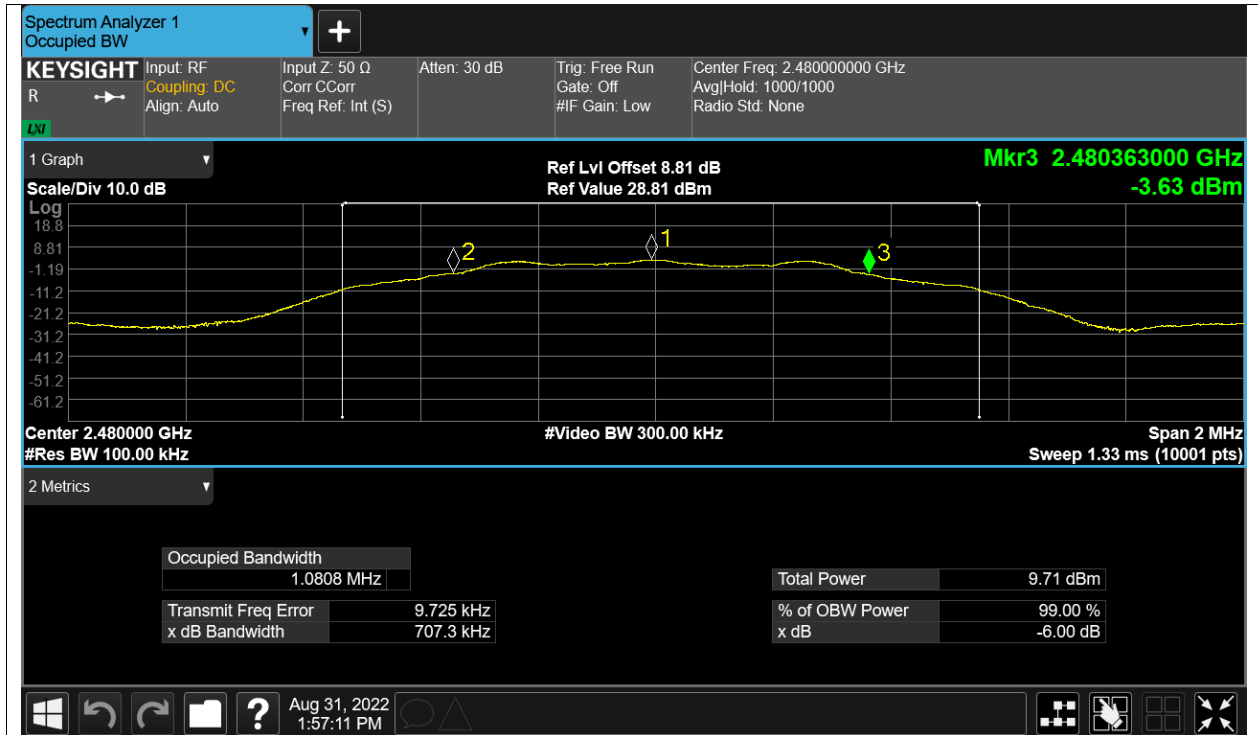 Spectrum Analyzer 1
Occupied BW
▼
+
KEYSIGHT
R
LXI
Input: RF
Coupling: DC
Align: Auto
Input Z: 50 Ω
Corr CCorr
Freq Ref: Int (S)
Atten: 30 dB
Trig: Free Run
Gate: Off
#IF Gain: Low
Center Freq: 2.480000000 GHz
Avg|Hold: 1000/1000
Radio Std: None
1 Graph ▼
Scale/Div 10.0 dB
Ref Lvl Offset 8.81 dB
Ref Value 28.81 dBm
Mkr3 2.480363000 GHz
-3.63 dBm
Log
18.8
8.81
-1.19
-11.2
-21.2
-31.2
-41.2
-51.2
-61.2
2
1
3
Center 2.480000 GHz
#Res BW 100.00 kHz
#Video BW 300.00 kHz
Span 2 MHz
Sweep 1.33 ms (10001 pts)
2 Metrics ▼
Occupied Bandwidth
1.0808 MHz
Transmit Freq Error 9.725 kHz
x dB Bandwidth 707.3 kHz
Total Power 9.71 dBm
% of OBW Power 99.00 %
x dB -6.00 dB
?
Aug 31, 2022
1:57:11 PM